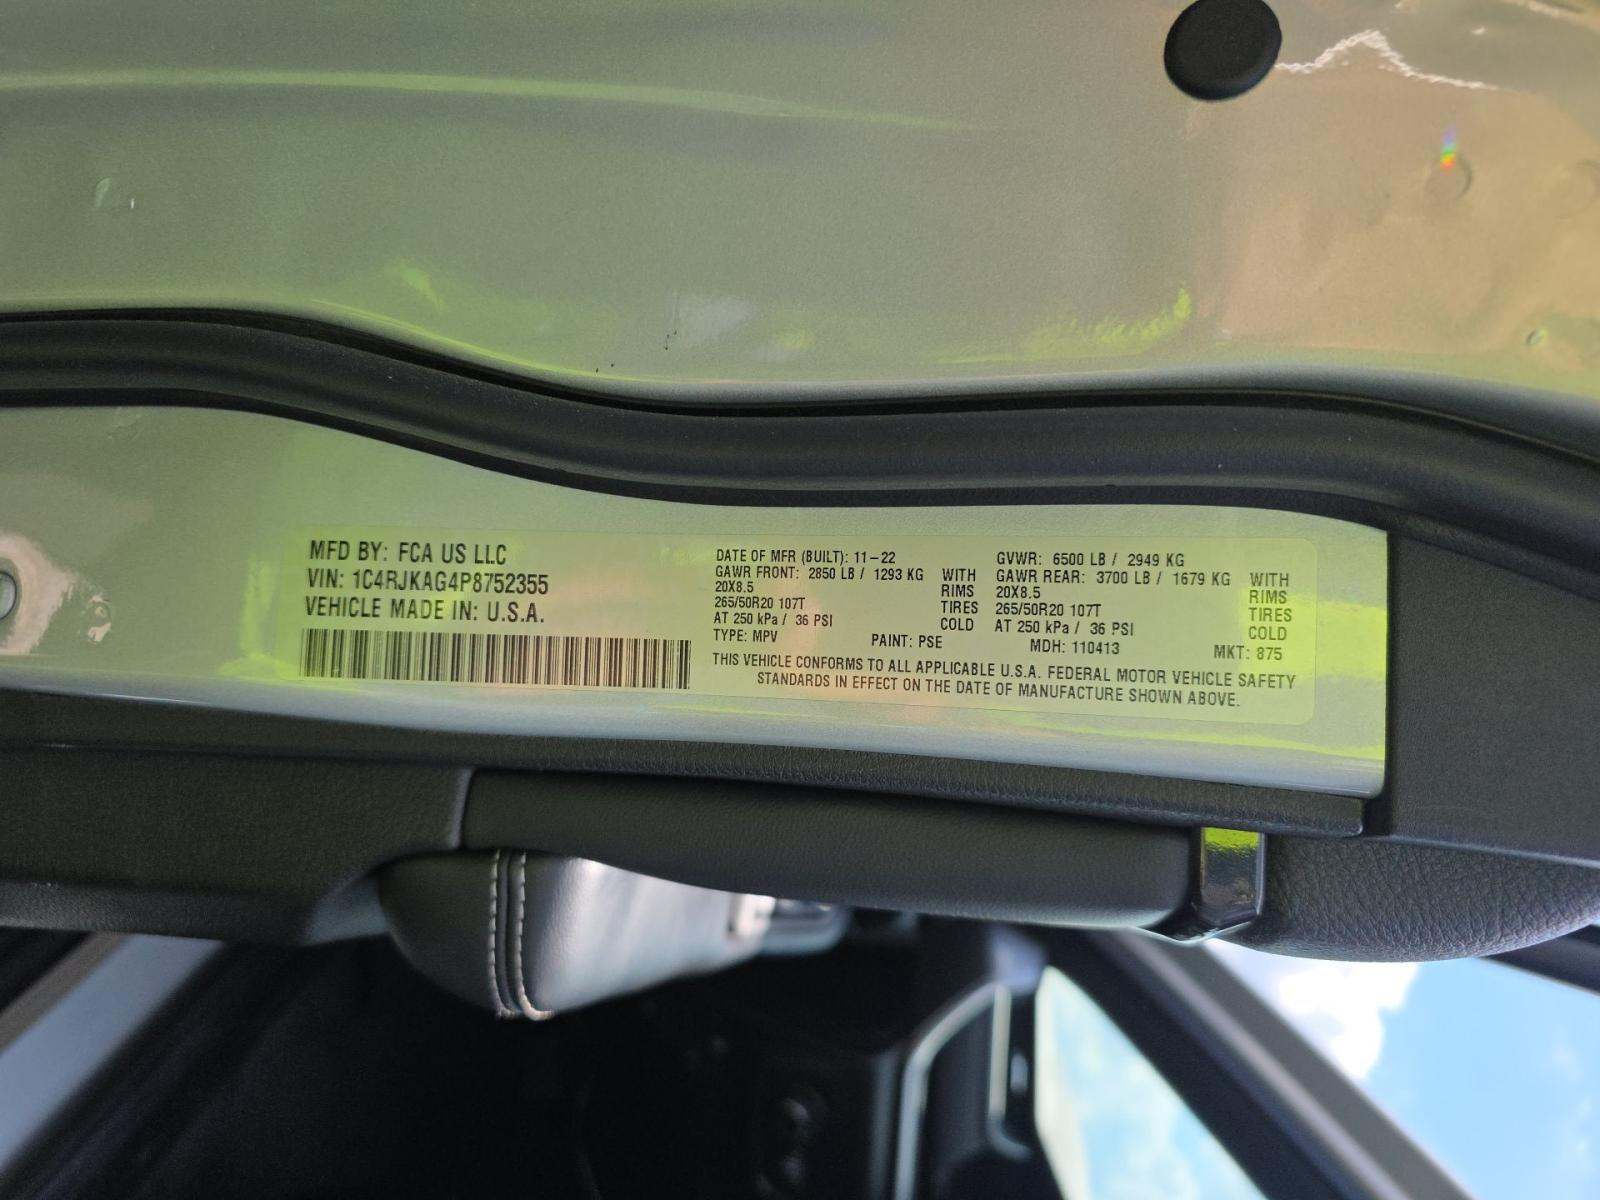 MFD BY: FCA US LLC
VIN: 1C4RJKAG4P8752355
VEHICLE MADE IN: U.S.A.
DATE OF MFR (BUILT): 11-22
GAWR FRONT: 2850 LB / 1293 KG WITH
20X8.5 RIMS
265/50R20 107T TIRES
AT 250 kPa / 36 PSI COLD
GVWR: 6500 LB / 2949 KG
GAWR REAR: 3700 LB / 1679 KG WITH
20X8.5 RIMS
265/50R20 107T TIRES
AT 250 kPa / 36 PSI COLD
TYPE: MPV PAINT: PSE MDH: 110413 MKT: 875
THIS VEHICLE CONFORMS TO ALL APPLICABLE U.S.A. FEDERAL MOTOR VEHICLE SAFETY
STANDARDS IN EFFECT ON THE DATE OF MANUFACTURE SHOWN ABOVE.